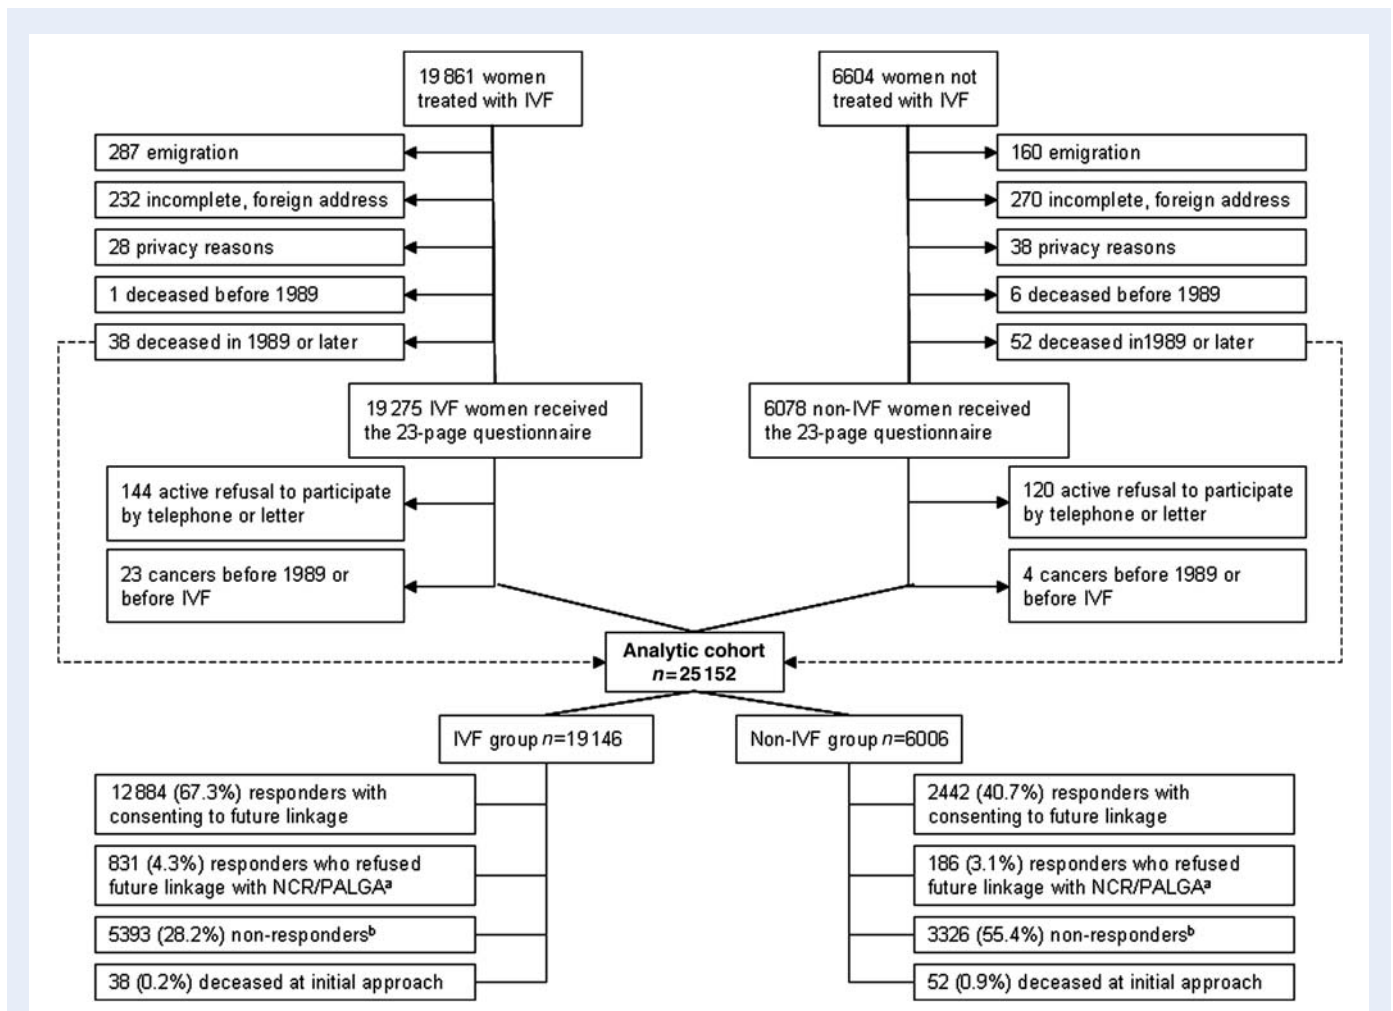 19 861 women
treated with IVF
6604 women not
treated with IVF
287 emigration
232 incomplete, foreign address
28 privacy reasons
1 deceased before 1989
38 deceased in 1989 or later
160 emigration
270 incomplete, foreign address
38 privacy reasons
6 deceased before 1989
52 deceased in1989 or later
19 275 IVF women received
the 23-page questionnaire
6078 non-IVF women received
the 23-page questionnaire
144 active refusal to participate
by telephone or letter
23 cancers before 1989 or
before IVF
120 active refusal to participate
by telephone or letter
4 cancers before 1989 or
before IVF
Analytic cohort
n=25 152
IVF group n=19 146
Non-IVF group n=6006
12 884 (67.3%) responders with
consenting to future linkage
831 (4.3%) responders who refused
future linkage with NCR/PALGAᵃ
5393 (28.2%) non-respondersᵇ
38 (0.2%) deceased at initial approach
2442 (40.7%) responders with
consenting to future linkage
186 (3.1%) responders who refused
future linkage with NCR/PALGAᵃ
3326 (55.4%) non-respondersᵇ
52 (0.9%) deceased at initial approach